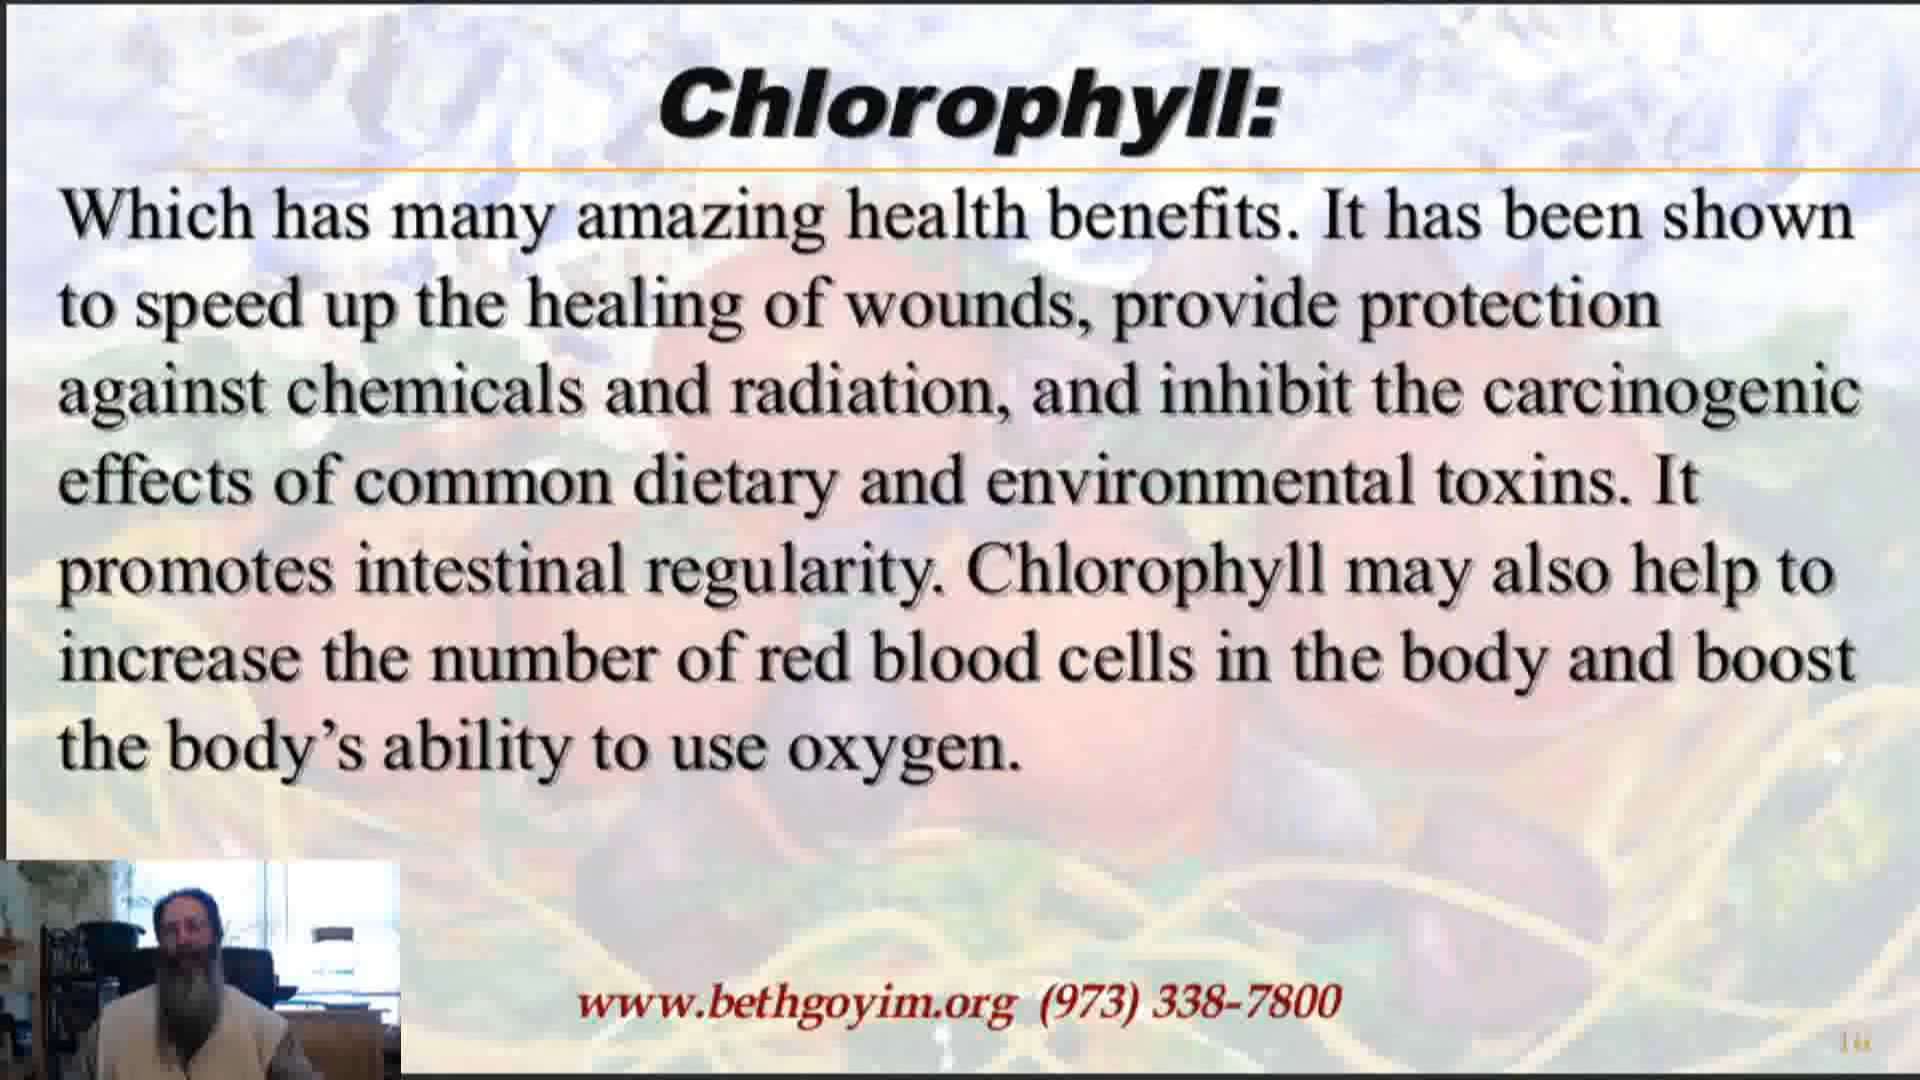 Chlorophyll:
Which has many amazing health benefits. It has been shown
to speed up the healing of wounds, provide protection
against chemicals and radiation, and inhibit the carcinogenic
effects of common dietary and environmental toxins. It
promotes intestinal regularity. Chlorophyll may also help to
increase the number of red blood cells in the body and boost
the body’s ability to use oxygen.
www.bethgoyim.org (973) 338-7800